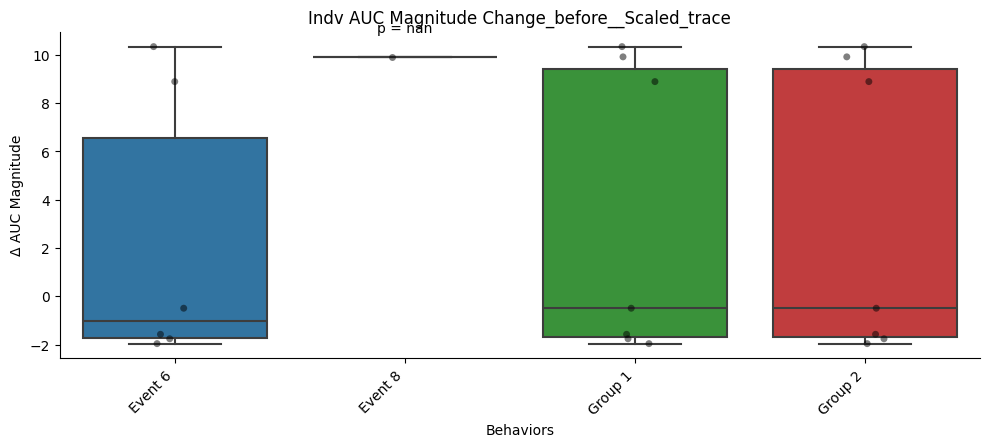 Indv AUC Magnitude Change_before__Scaled_trace
p = nan
10
8
6
4
2
0
−2
Δ AUC Magnitude
Event 6
Event 8
Group 1
Group 2
Behaviors